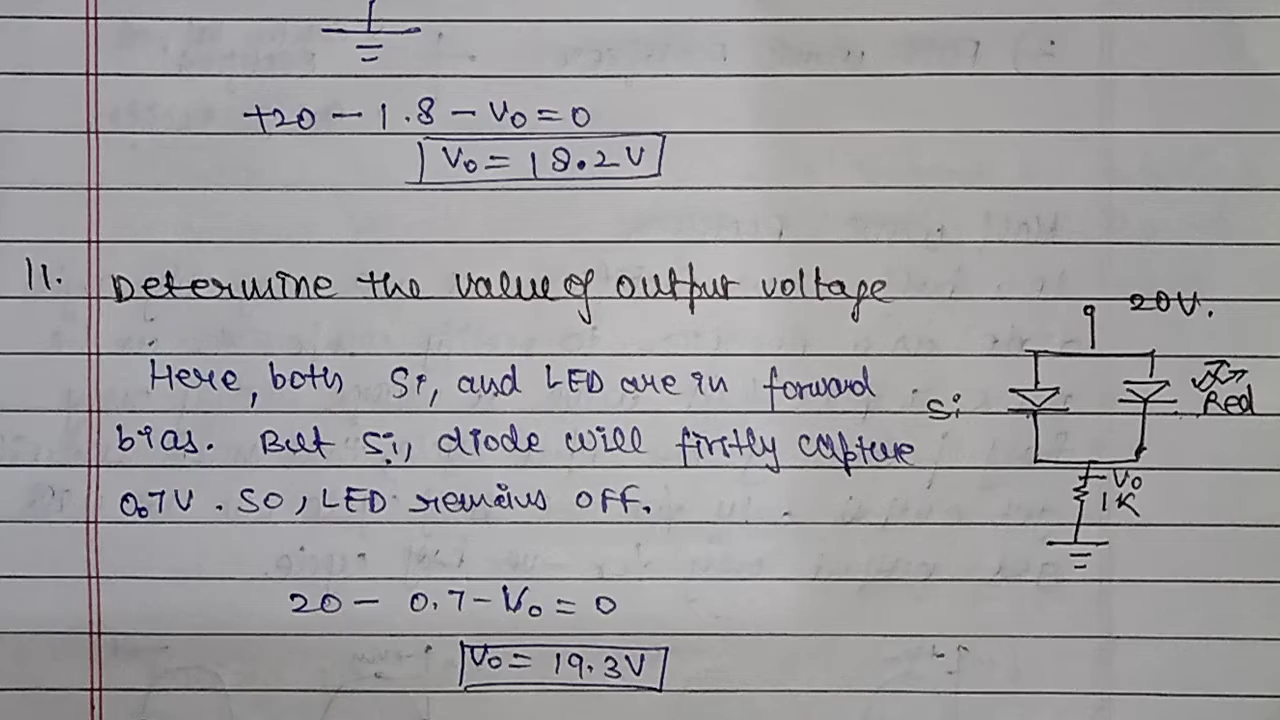 +20 - 1.8 - V₀ = 0
V₀ = 18.2V
11. Determine the value of output voltage
20V.
Here, both Si, and LED are in forward
Si
Red
bias. But Si, diode will firstly capture
0.7V. So, LED remains OFF.
V₀
1K
20 - 0.7 - V₀ = 0
V₀ = 19.3V